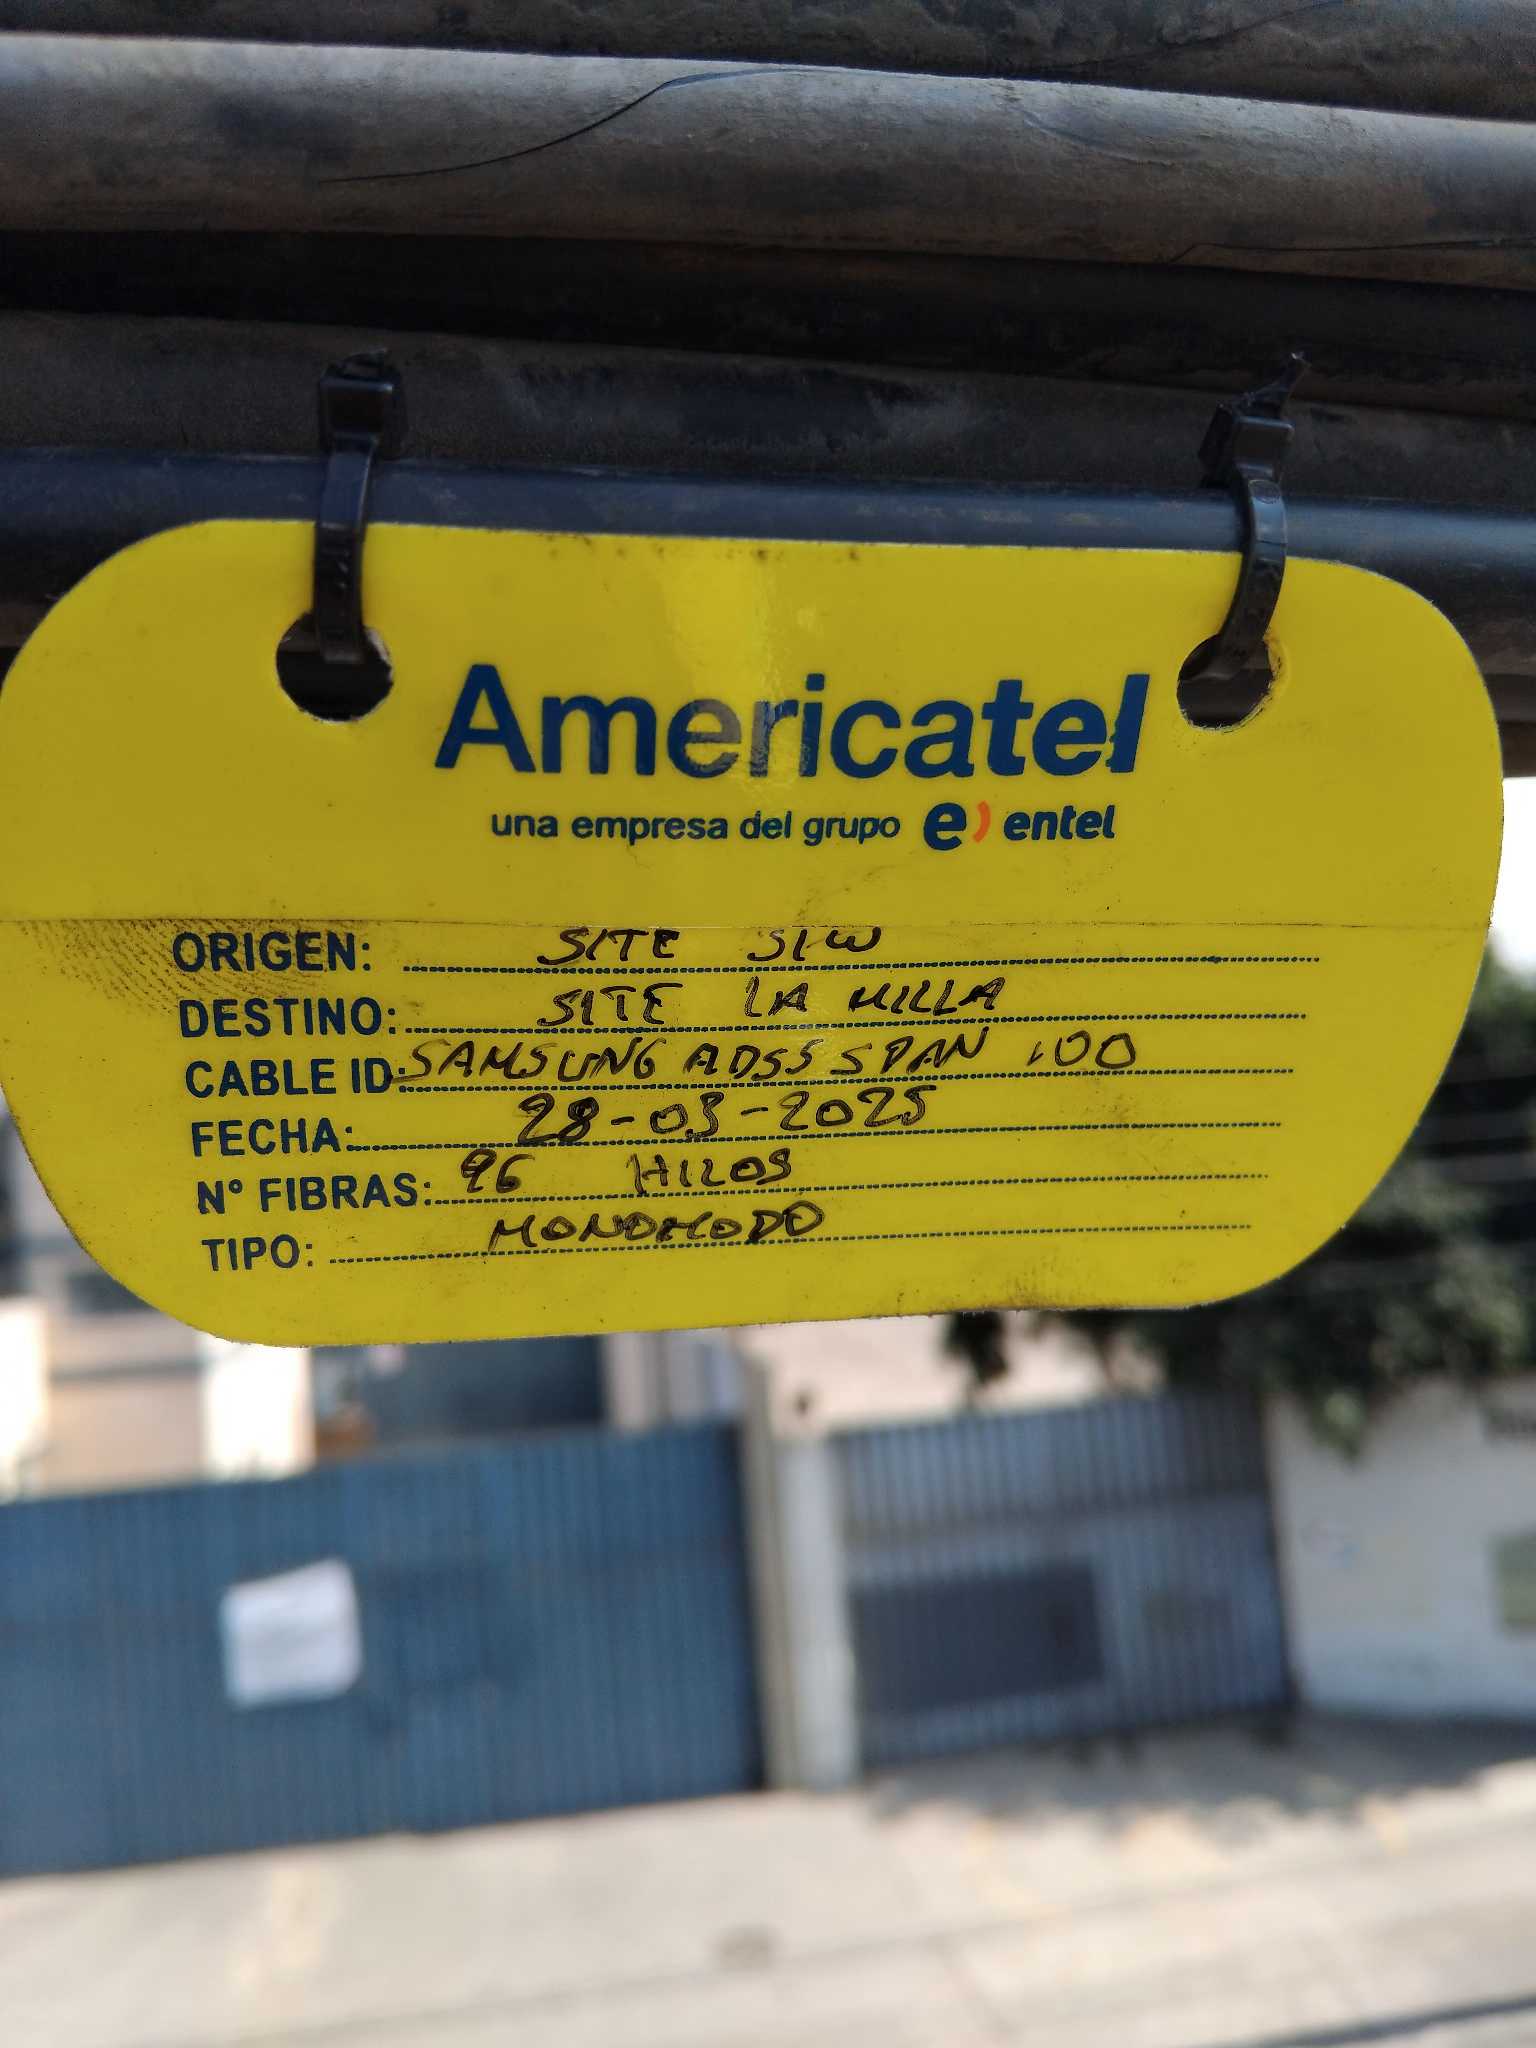 Americatel
una empresa del grupo e) entel
ORIGEN: SITE SIW
DESTINO: SITE LA MILLA
CABLE ID: SAMSUNG ADSS SPAN 100
FECHA: 28-03-2025
N° FIBRAS: 96 HILOS
TIPO: MONOMODO